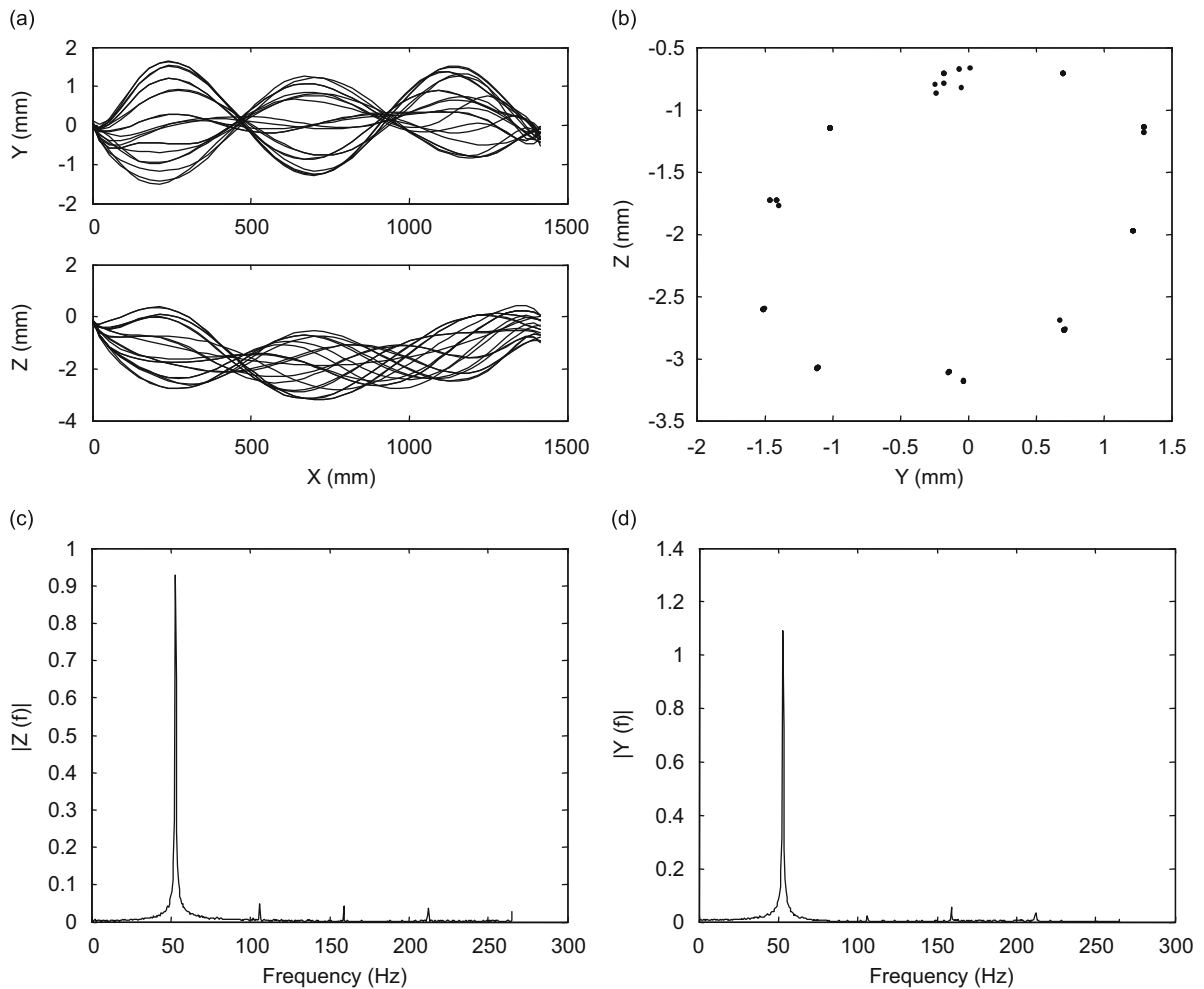 (a)
2
1
0
-1
-2
Y (mm)
0 500 1000 1500
2
0
-2
-4
Z (mm)
0 500 1000 1500
X (mm)
(b)
-0.5
-1
-1.5
-2
-2.5
-3
-3.5
Z (mm)
-2 -1.5 -1 -0.5 0 0.5 1 1.5
Y (mm)
(c)
1
0.9
0.8
0.7
0.6
0.5
0.4
0.3
0.2
0.1
0
|Z (f)|
0 50 100 150 200 250 300
Frequency (Hz)
(d)
1.4
1.2
1
0.8
0.6
0.4
0.2
0
|Y (f)|
0 50 100 150 200 250 300
Frequency (Hz)